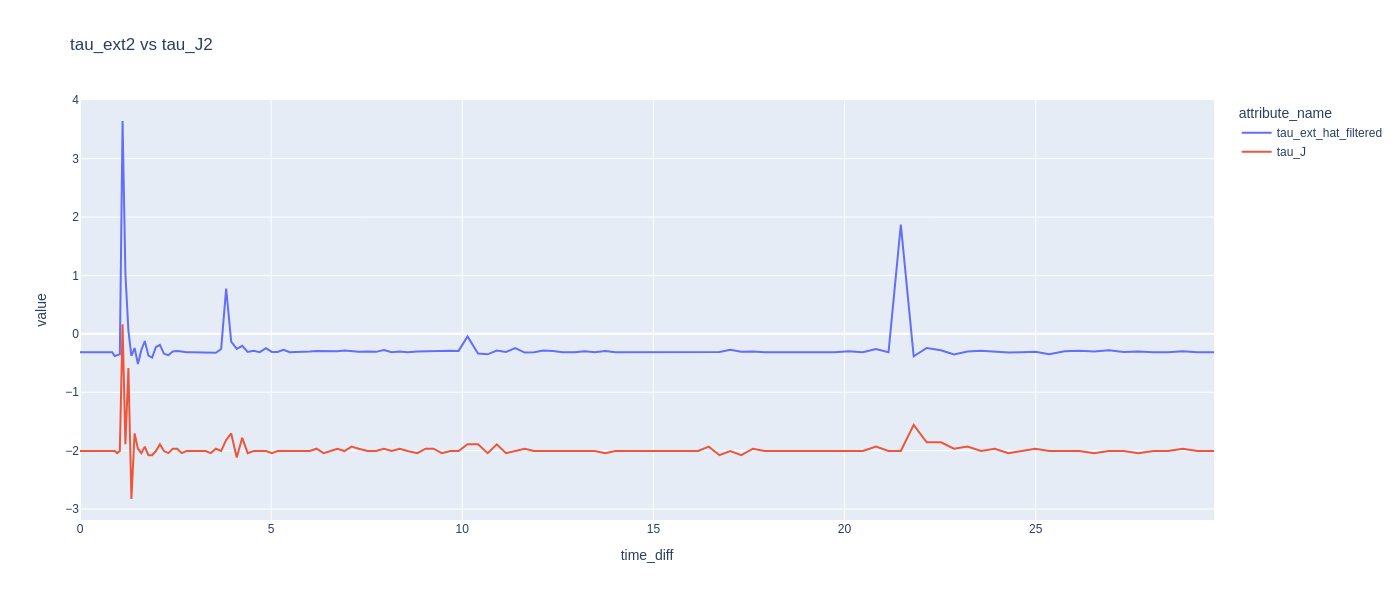 tau_ext2 vs tau_J2
attribute_name
tau_ext_hat_filtered
tau_J
value
4
3
2
1
0
−1
−2
−3
0 5 10 15 20 25
time_diff